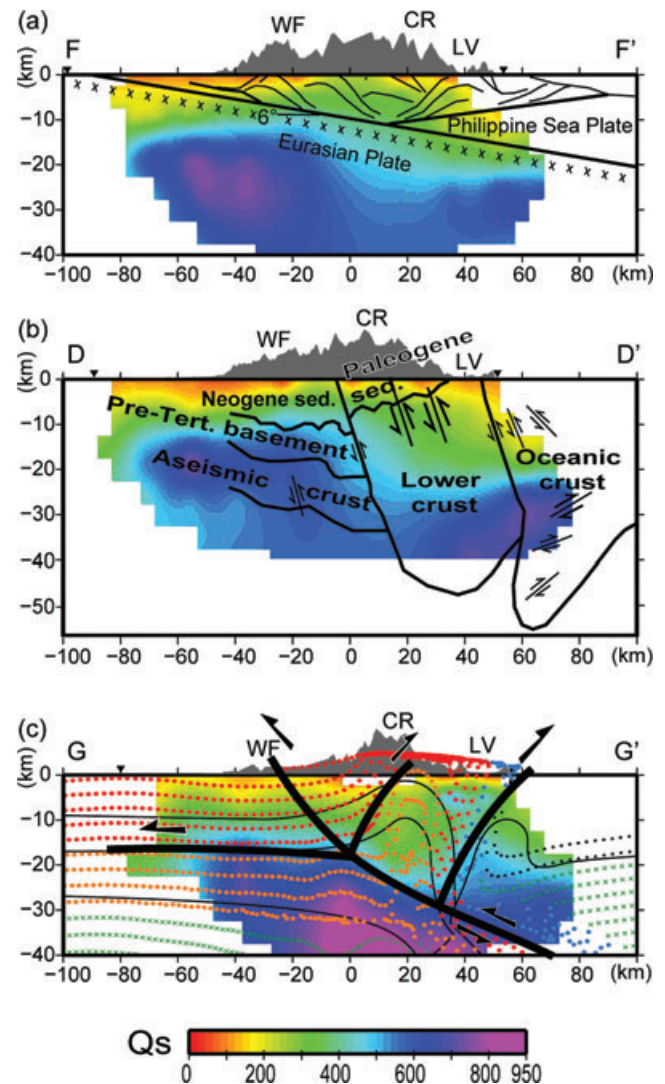 (a)
F WF CR LV F'
(km)
0
-10
-20
-30
-40
6°
Eurasian Plate
Philippine Sea Plate
-100 -80 -60 -40 -20 0 20 40 60 80 (km)
(b)
D WF CR LV D'
(km)
0
-10
-20
-30
-40
-50
Paleogene
sed.
Neogene sed.
Pre-Tert. basement
Aseismic
crust
Lower
crust
Oceanic
crust
-100 -80 -60 -40 -20 0 20 40 60 80 (km)
(c)
G WF CR LV G'
(km)
0
-10
-20
-30
-40
-100 -80 -60 -40 -20 0 20 40 60 80 (km)
Qs
0 200 400 600 800 950